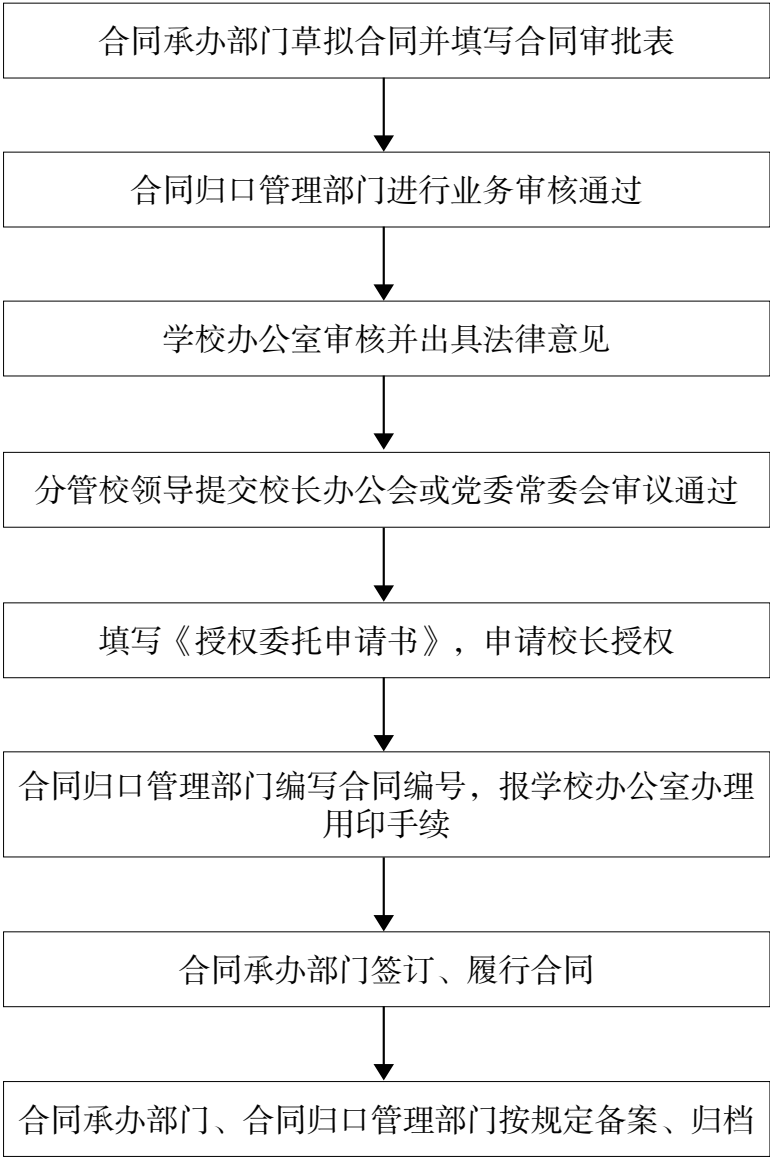 合同承办部门草拟合同并填写合同审批表
合同归口管理部门进行业务审核通过
学校办公室审核并出具法律意见
分管校领导提交校长办公会或党委常委会审议通过
填写《授权委托申请书》，申请校长授权
合同归口管理部门编写合同编号，报学校办公室办理
用印手续
合同承办部门签订、履行合同
合同承办部门、合同归口管理部门按规定备案、归档